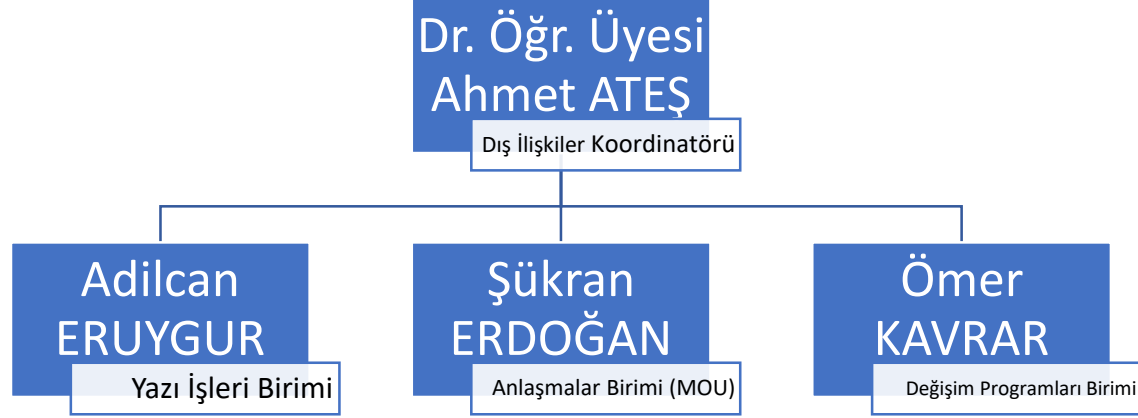 Dr. Öğr. Üyesi
Ahmet ATEŞ
Dış İlişkiler Koordinatörü
Adilcan
ERUYGUR
Yazı İşleri Birimi
Şükran
ERDOĞAN
Anlaşmalar Birimi (MOU)
Ömer
KAVRAR
Değişim Programları Birimi